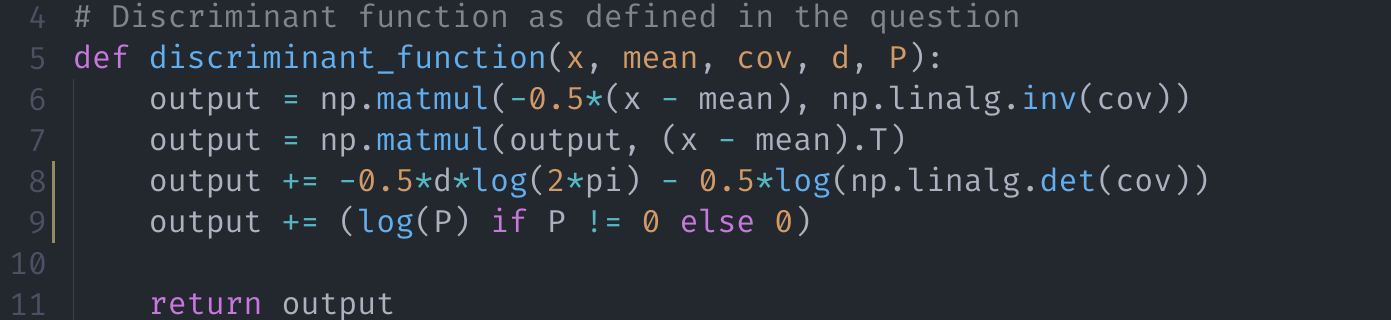 4 # Discriminant function as defined in the question
5 def discriminant_function(x, mean, cov, d, P):
6     output = np.matmul(-0.5*(x - mean), np.linalg.inv(cov))
7     output = np.matmul(output, (x - mean).T)
8     output += -0.5*d*log(2*pi) - 0.5*log(np.linalg.det(cov))
9     output += (log(P) if P != 0 else 0)
10
11     return output